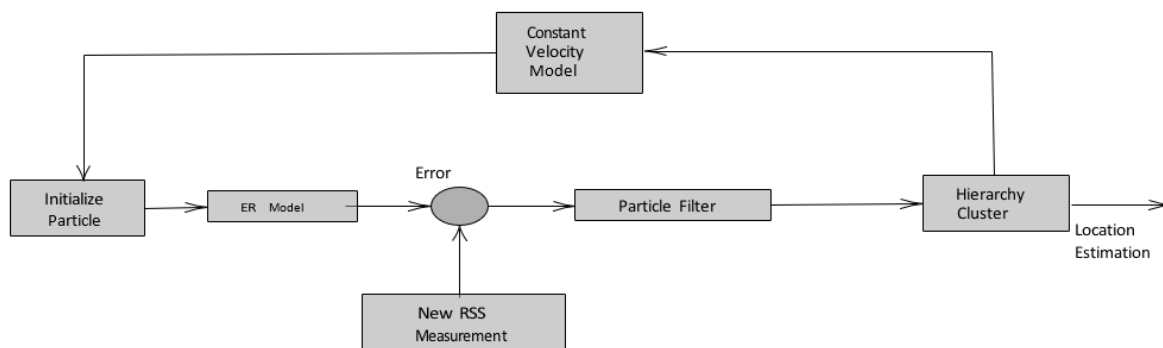 Constant
Velocity
Model
Error
Initialize
Particle
ER Model
Particle Filter
Hierarchy
Cluster
Location
Estimation
New RSS
Measurement